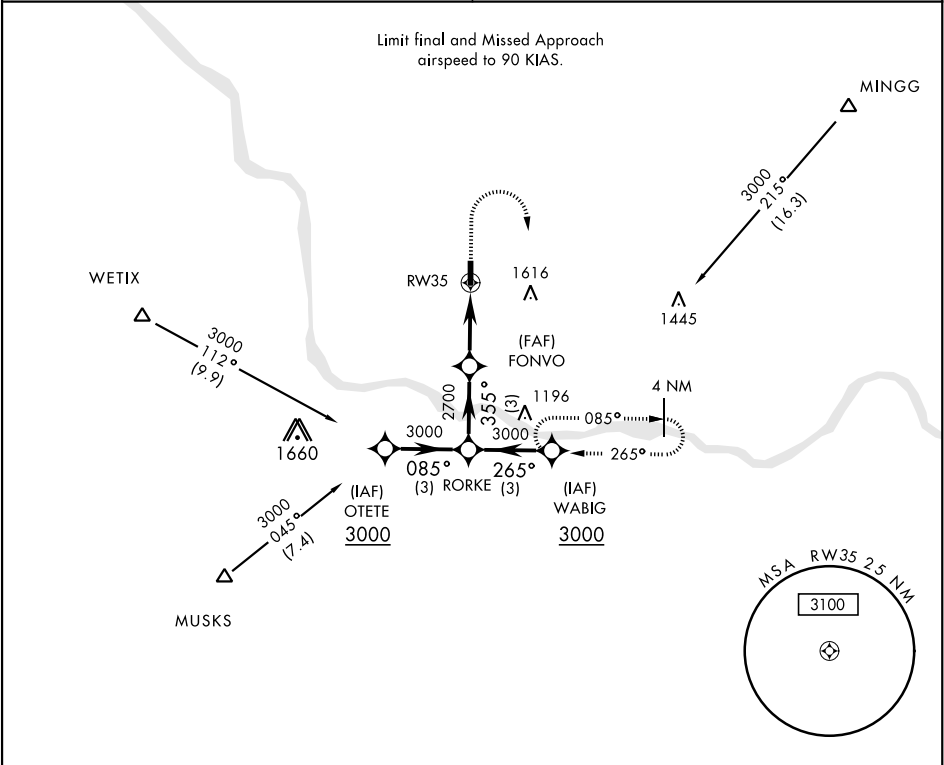 Limit final and Missed Approach
airspeed to 90 KIAS.
MINGG
3000
215°
(16.3)
WETIX
3000
112°
(9.9)
RW35
1616
1445
(FAF)
FONVO
2700
355°
(3)
1196
4 NM
085°
265°
1660
3000
085°
(3)
RORKE
3000
265°
(3)
(IAF)
OTETE
3000
(IAF)
WABIG
3000
3000
045°
(7.4)
MUSKS
MSA RW35 25 NM
3100